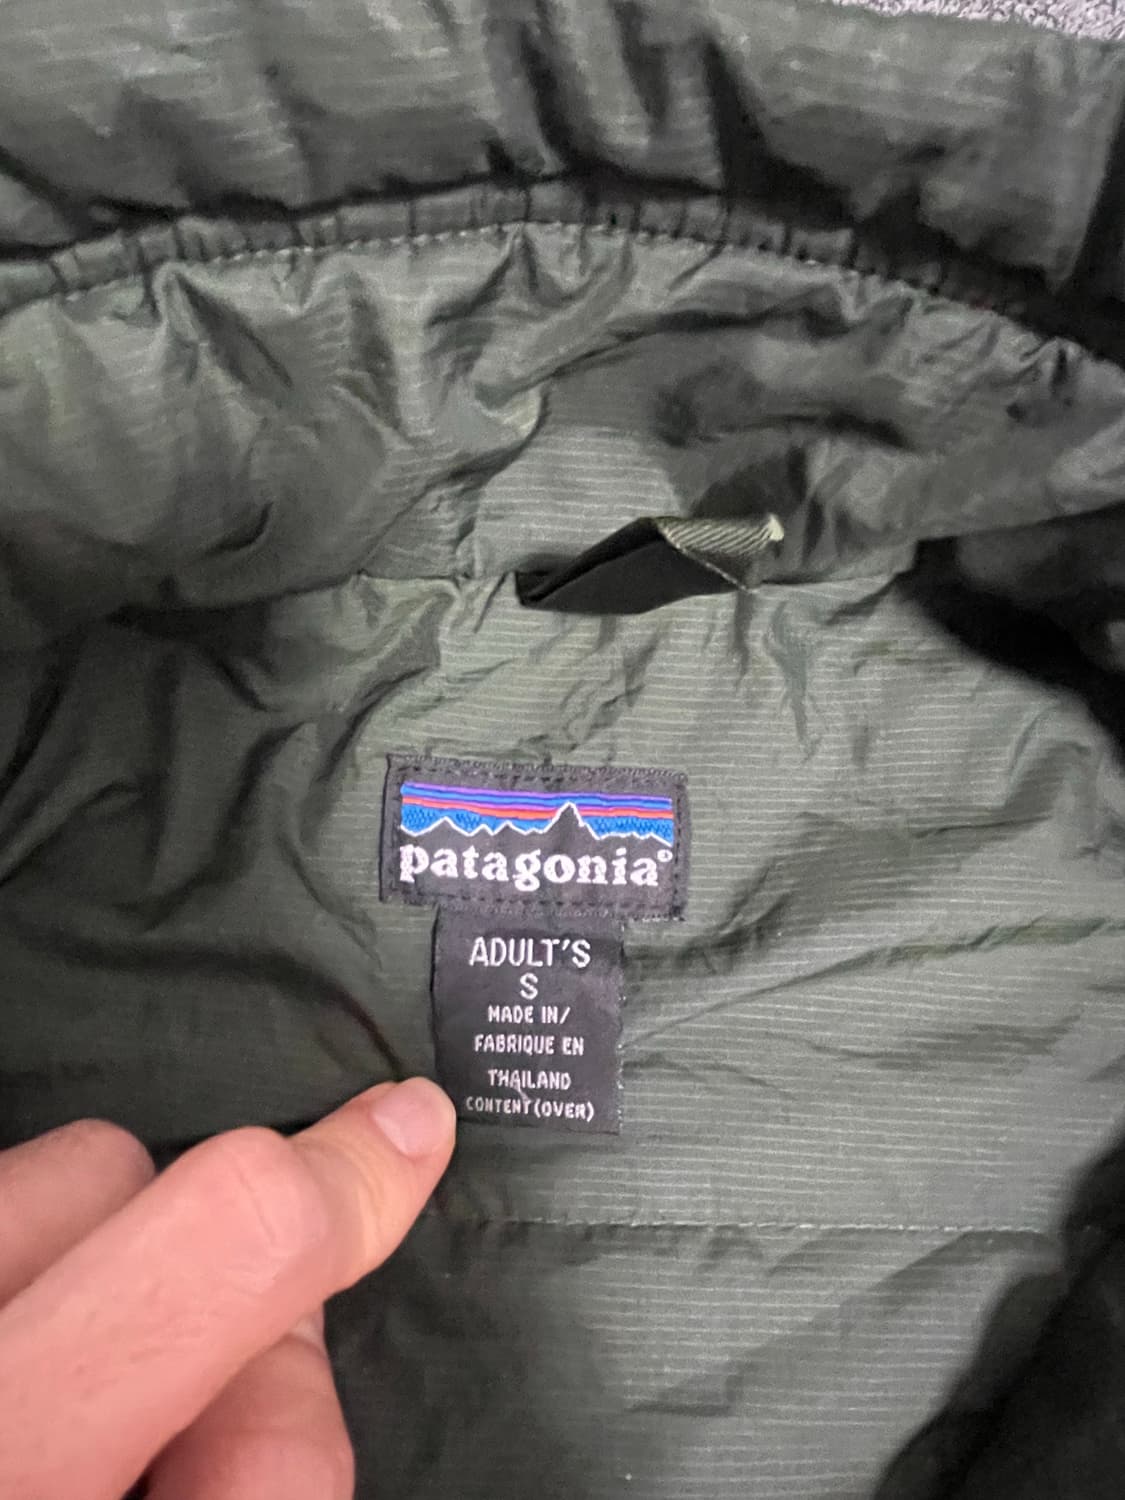 patagonia®
ADULT'S
S
MADE IN/
FABRIQUE EN
THAILAND
CONTENT(OVER)